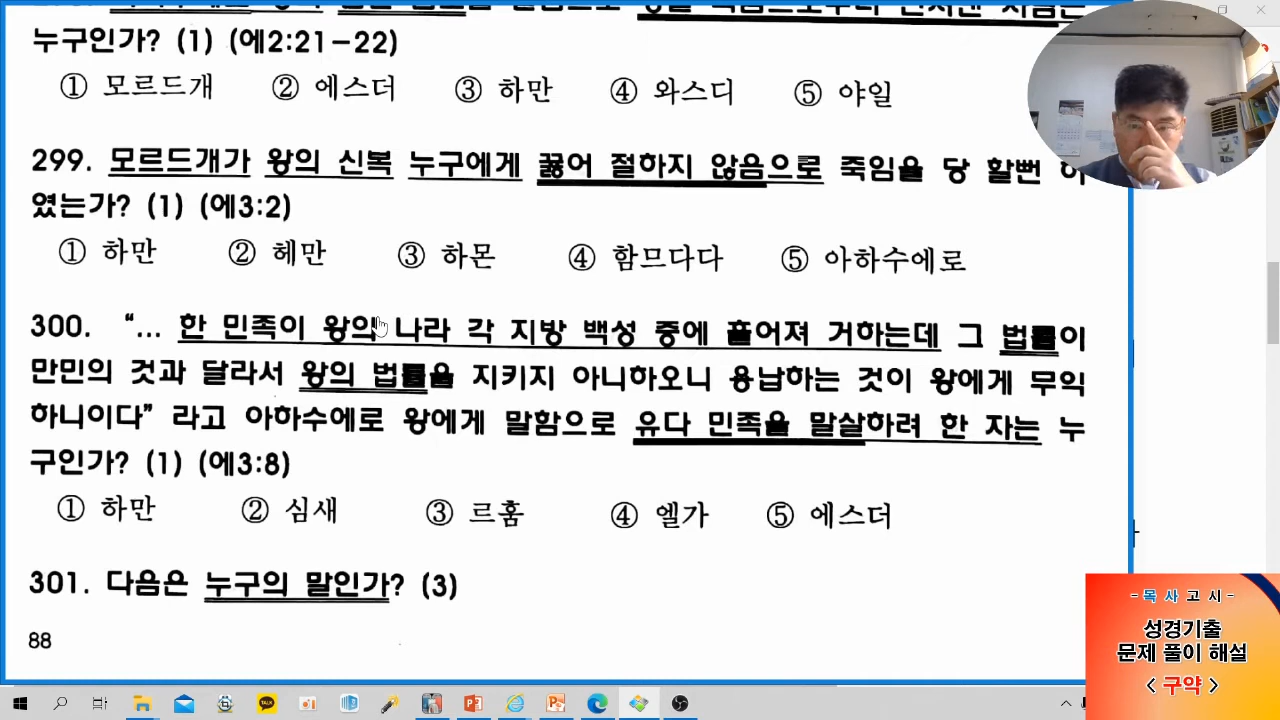 누구인가? (1) (에2:21-22)
① 모르드개 ② 에스더 ③ 하만 ④ 와스디 ⑤ 야일
299. 모르드개가 왕의 신복 누구에게 꿇어 절하지 않음으로 죽임을 당 할뻔
였는가? (1) (에3:2)
① 하만 ② 헤만 ③ 하몬 ④ 함므다다 ⑤ 아하수에로
300. “... 한 민족이 왕의 나라 각 지방 백성 중에 흩어져 거하는데 그 법률이
만민의 것과 달라서 왕의 법률을 지키지 아니하오니 용납하는 것이 왕에게 무익
하니이다” 라고 아하수에로 왕에게 말함으로 유다 민족을 말살하려 한 자는 누
구인가? (1) (에3:8)
① 하만 ② 심새 ③ 르훔 ④ 엘가 ⑤ 에스더
301. 다음은 누구의 말인가? (3)
88
- 목 사 고 시 -
성경기출
문제 풀이 해설
< 구약 >
TALK